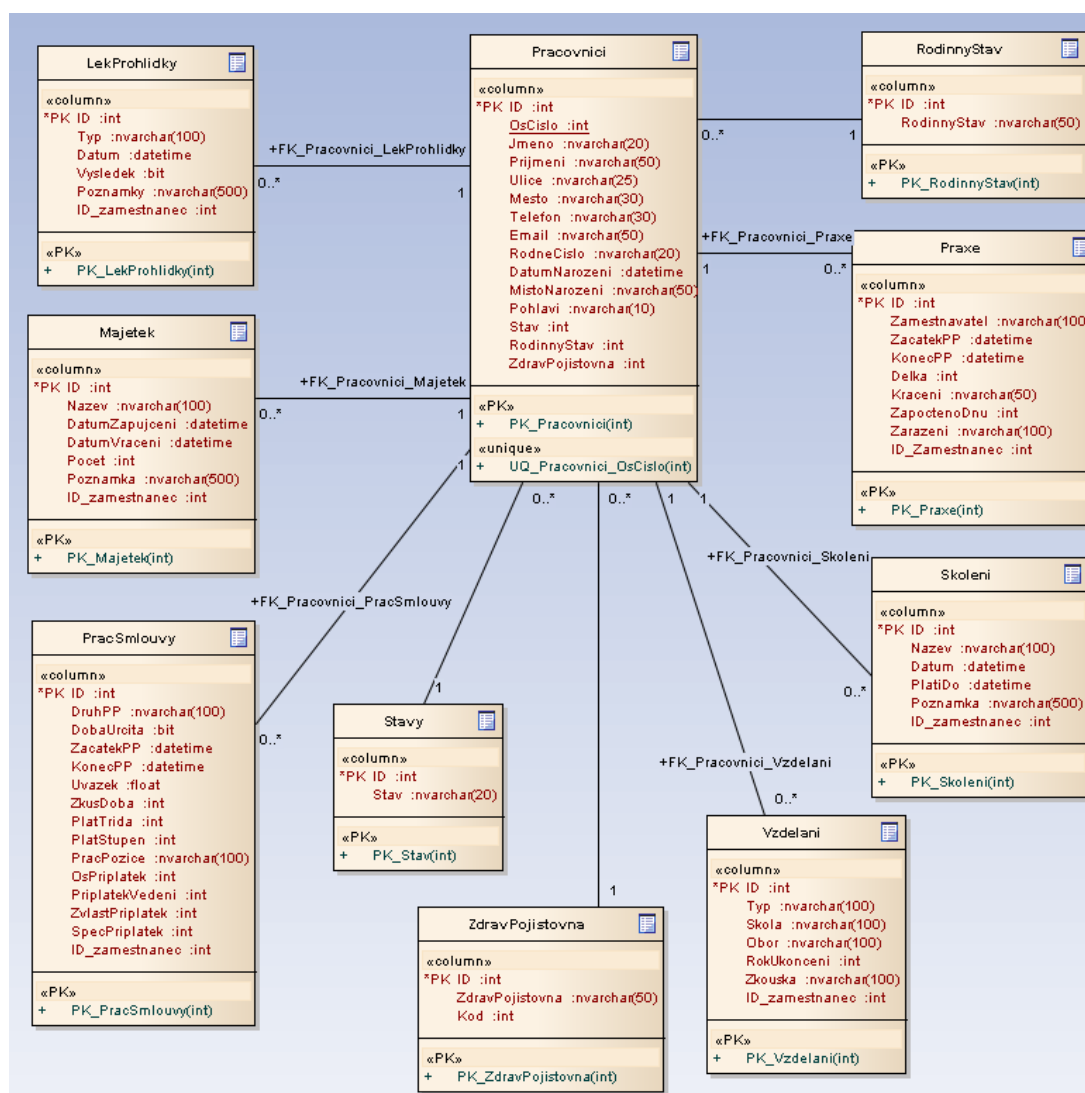 LekProhlidky
«column»
*PK ID :int
Typ :nvarchar(100)
Datum :datetime
Vysledek :bit
Poznamky :nvarchar(500)
ID_zamestnanec :int
«PK»
+ PK_LekProhlidky(int)
+FK_Pracovnici_LekProhlidky
0..*
1
Pracovnici
«column»
*PK ID :int
OsCislo :int
Jmeno :nvarchar(20)
Prijmeni :nvarchar(50)
Ulice :nvarchar(25)
Mesto :nvarchar(30)
Telefon :nvarchar(30)
Email :nvarchar(50)
RodneCislo :nvarchar(20)
DatumNarozeni :datetime
MistoNarozeni :nvarchar(50)
Pohlavi :nvarchar(10)
Stav :int
RodinnyStav :int
ZdravPojistovna :int
«PK»
+ PK_Pracovnici(int)
«unique»
+ UQ_Pracovnici_OsCislo(int)
0..*
1
RodinnyStav
«column»
*PK ID :int
RodinnyStav :nvarchar(50)
«PK»
+ PK_RodinnyStav(int)
+FK_Pracovnici_Praxe
1
0..*
Praxe
«column»
*PK ID :int
Zamestnavatel :nvarchar(100
ZacatekPP :datetime
KonecPP :datetime
Delka :int
Kraceni :nvarchar(50)
ZapoctenoDnu :int
Zarazeni :nvarchar(100)
ID_Zamestnanec :int
«PK»
+ PK_Praxe(int)
Majetek
«column»
*PK ID :int
Nazev :nvarchar(100)
DatumZapujceni :datetime
DatumVraceni :datetime
Pocet :int
Poznamka :nvarchar(500)
ID_zamestnanec :int
«PK»
+ PK_Majetek(int)
+FK_Pracovnici_Majetek
0..*
1
1
0..*
0..*
1
1
+FK_Pracovnici_Skoleni
0..*
Skoleni
«column»
*PK ID :int
Nazev :nvarchar(100)
Datum :datetime
PlatiDo :datetime
Poznamka :nvarchar(500)
ID_zamestnanec :int
«PK»
+ PK_Skoleni(int)
+FK_Pracovnici_PracSmlouvy
0..*
PracSmlouvy
«column»
*PK ID :int
DruhPP :nvarchar(100)
DobaUrcita :bit
ZacatekPP :datetime
KonecPP :datetime
Uvazek :float
ZkusDoba :int
PlatTrida :int
PlatStupen :int
PracPozice :nvarchar(100)
OsPriplatek :int
PriplatekVedeni :int
ZvlastPriplatek :int
SpecPriplatek :int
ID_zamestnanec :int
«PK»
+ PK_PracSmlouvy(int)
1
Stavy
«column»
*PK ID :int
Stav :nvarchar(20)
«PK»
+ PK_Stav(int)
+FK_Pracovnici_Vzdelani
0..*
Vzdelani
«column»
*PK ID :int
Typ :nvarchar(100)
Skola :nvarchar(100)
Obor :nvarchar(100)
RokUkonceni :int
Zkouska :nvarchar(100)
ID_zamestnanec :int
«PK»
+ PK_Vzdelani(int)
1
ZdravPojistovna
«column»
*PK ID :int
ZdravPojistovna :nvarchar(50)
Kod :int
«PK»
+ PK_ZdravPojistovna(int)